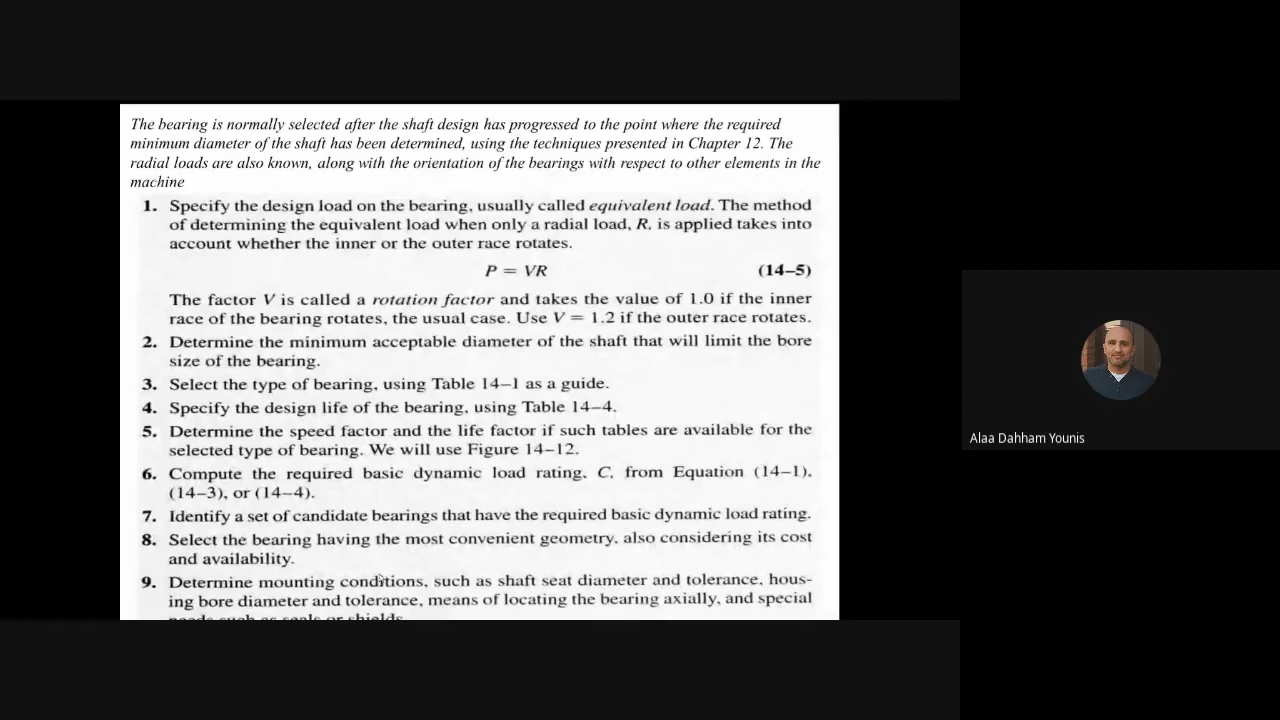 The bearing is normally selected after the shaft design has progressed to the point where the required
minimum diameter of the shaft has been determined, using the techniques presented in Chapter 12. The
radial loads are also known, along with the orientation of the bearings with respect to other elements in the
machine
1. Specify the design load on the bearing, usually called equivalent load. The method
of determining the equivalent load when only a radial load, R, is applied takes into
account whether the inner or the outer race rotates.
P = VR (14–5)
The factor V is called a rotation factor and takes the value of 1.0 if the inner
race of the bearing rotates, the usual case. Use V = 1.2 if the outer race rotates.
2. Determine the minimum acceptable diameter of the shaft that will limit the bore
size of the bearing.
3. Select the type of bearing, using Table 14–1 as a guide.
4. Specify the design life of the bearing, using Table 14–4.
5. Determine the speed factor and the life factor if such tables are available for the
selected type of bearing. We will use Figure 14–12.
6. Compute the required basic dynamic load rating, C, from Equation (14–1),
(14–3), or (14–4).
7. Identify a set of candidate bearings that have the required basic dynamic load rating.
8. Select the bearing having the most convenient geometry, also considering its cost
and availability.
9. Determine mounting conditions, such as shaft seat diameter and tolerance, hous-
ing bore diameter and tolerance, means of locating the bearing axially, and special
needs such as seals or shields.
Alaa Dahham Younis